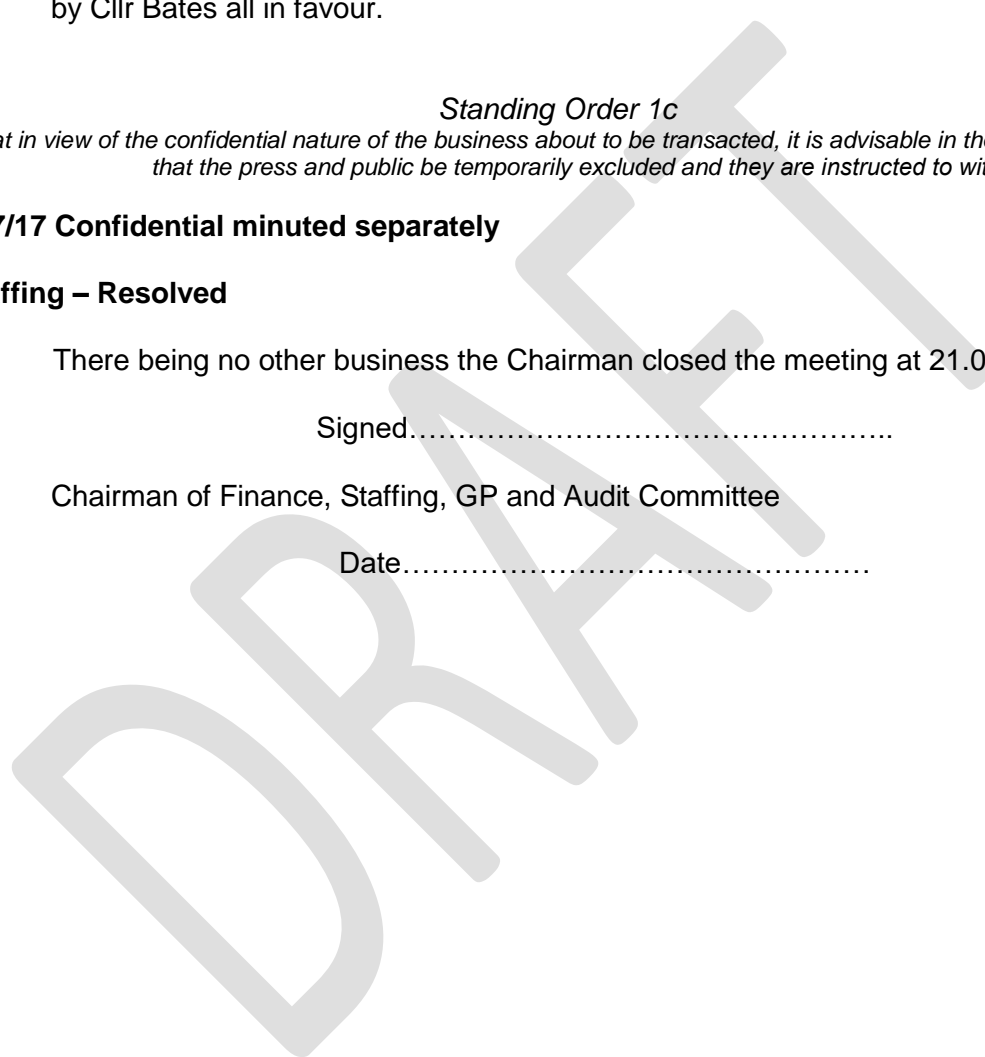 by Cllr Bates all in favour.
Standing Order 1c
at in view of the confidential nature of the business about to be transacted, it is advisable in the
that the press and public be temporarily excluded and they are instructed to wit
7/17 Confidential minuted separately
ffing – Resolved
There being no other business the Chairman closed the meeting at 21.0
Signed…………………………………………..
Chairman of Finance, Staffing, GP and Audit Committee
Date…………………………………………
DRAFT